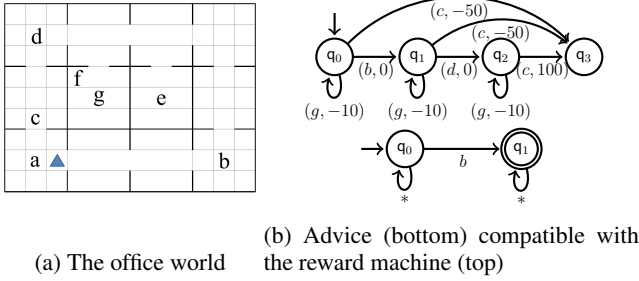 d
f
g
e
c
a
b
(c, −50)
(c, −50)
q0
q1
q2
q3
(b, 0)
(d, 0)
(c, 100)
(g, −10)
(g, −10)
(g, −10)
q0
q1
b
*
*
(a) The office world
(b) Advice (bottom) compatible with
the reward machine (top)